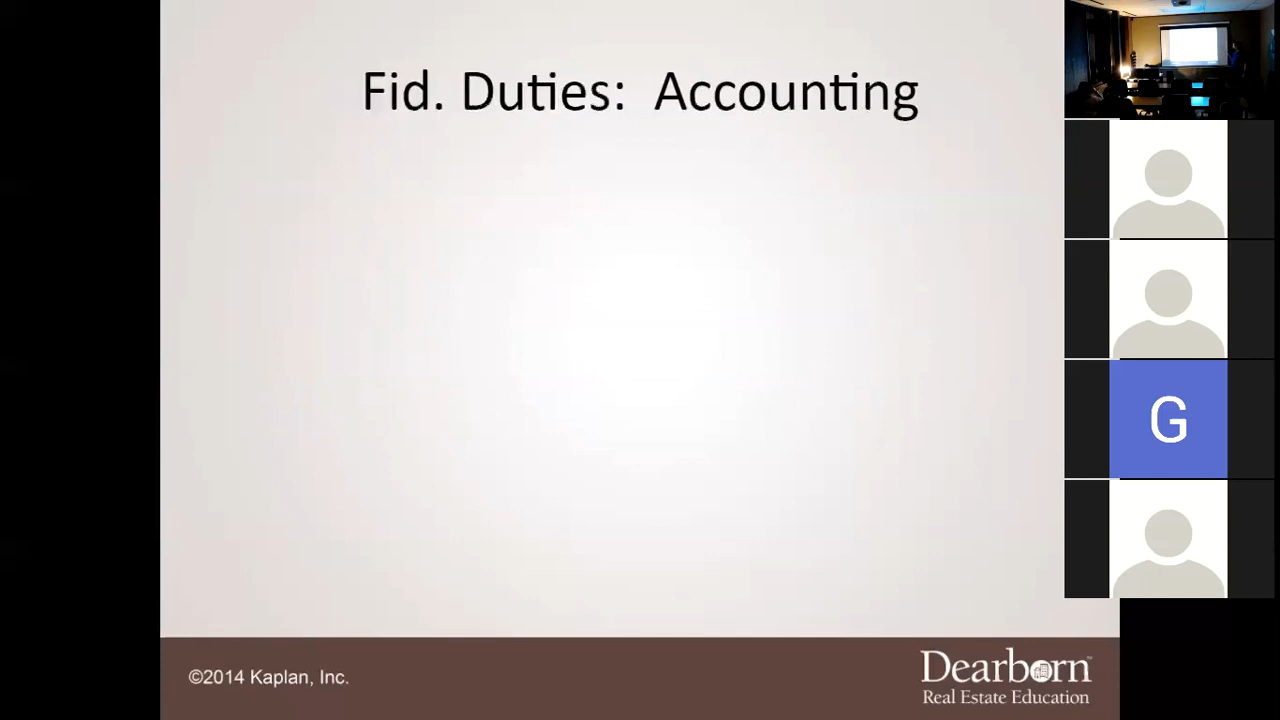 Fid. Duties:  Accounting
G
©2014 Kaplan, Inc.
Dearborn
Real Estate Education